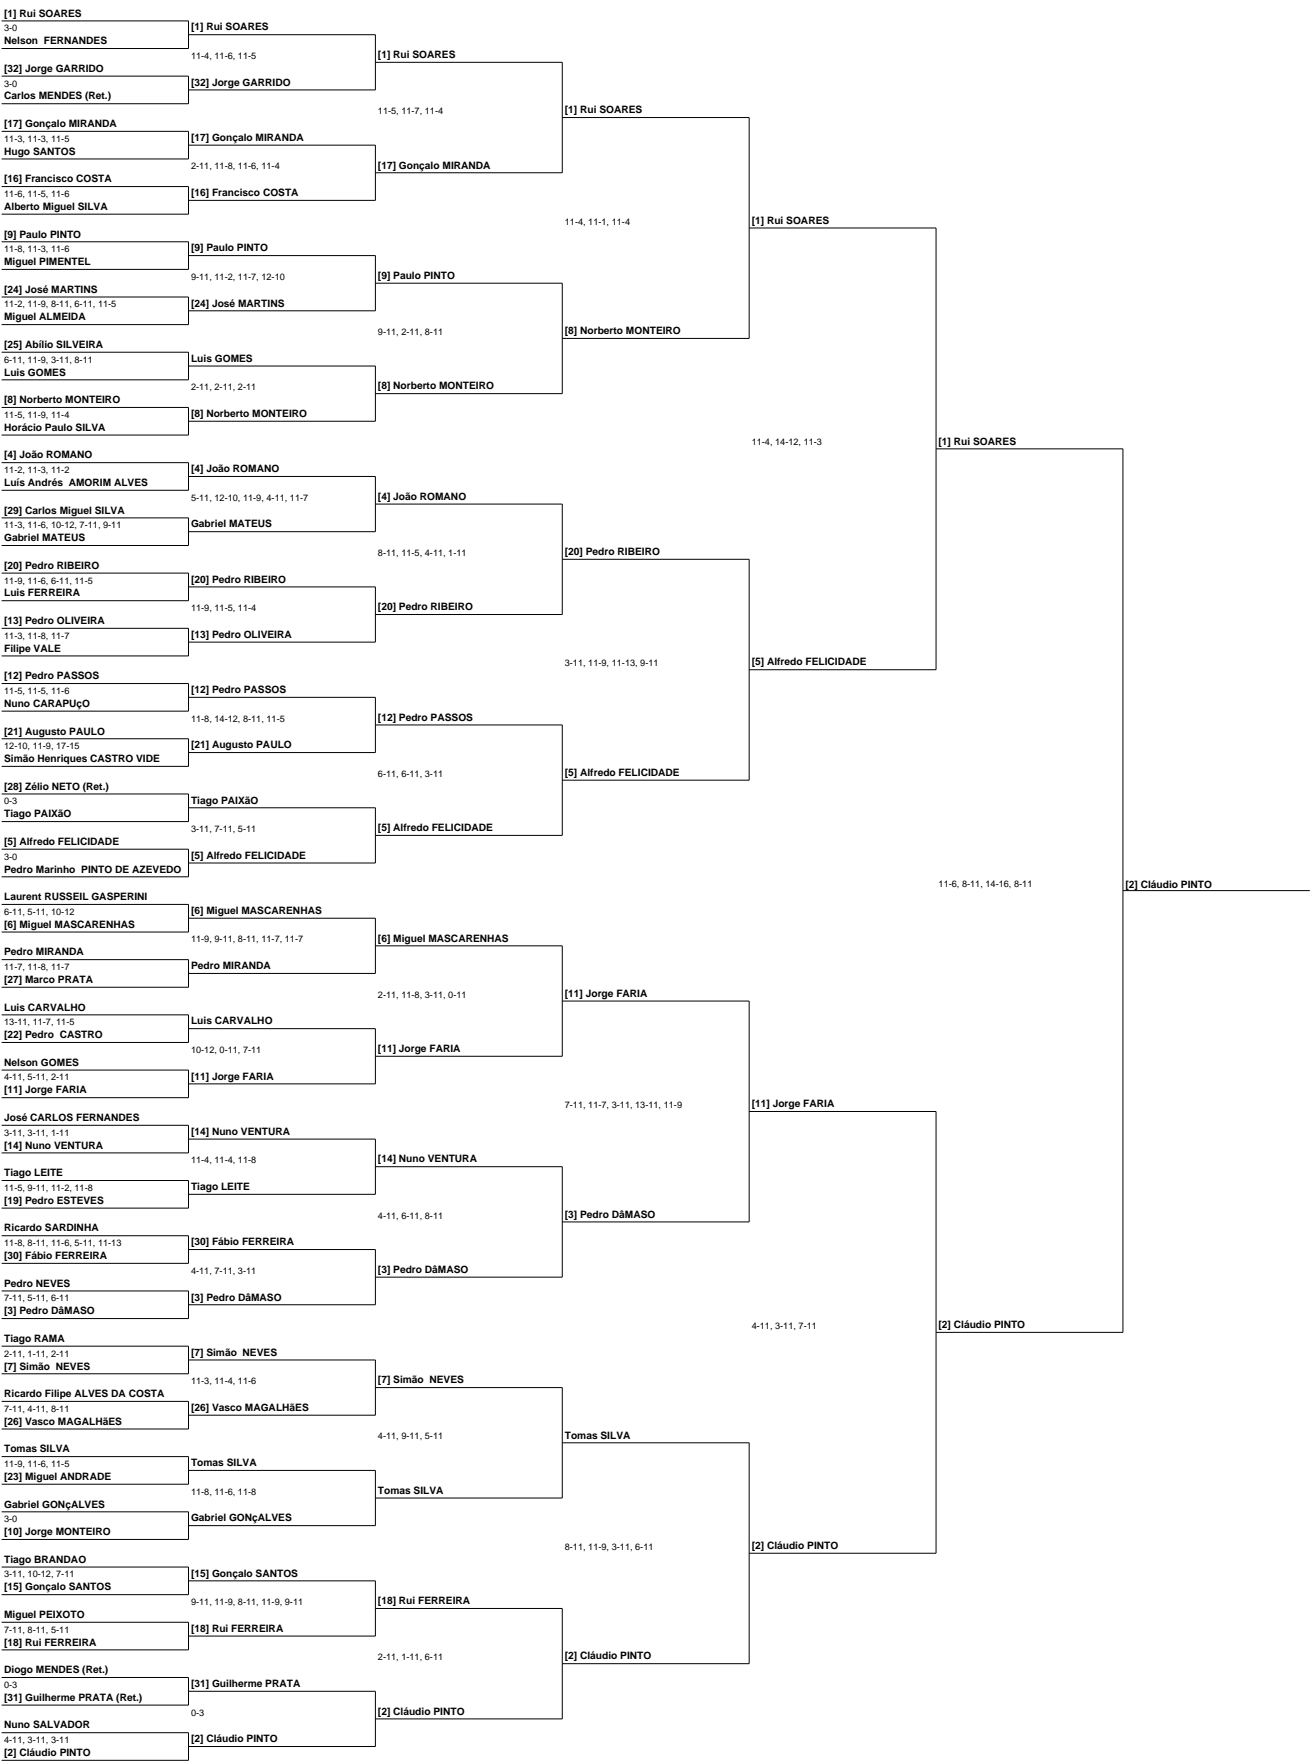 [1] Rui SOARES
3-0
Nelson FERNANDES
[32] Jorge GARRIDO
3-0
Carlos MENDES (Ret.)
[17] Gonçalo MIRANDA
11-3, 11-3, 11-5
Hugo SANTOS
[16] Francisco COSTA
11-6, 11-5, 11-6
Alberto Miguel SILVA
[9] Paulo PINTO
11-8, 11-3, 11-6
Miguel PIMENTEL
[24] José MARTINS
11-2, 11-9, 8-11, 6-11, 11-5
Miguel ALMEIDA
[25] Abílio SILVEIRA
6-11, 11-9, 3-11, 8-11
Luis GOMES
[8] Norberto MONTEIRO
11-5, 11-9, 11-4
Horácio Paulo SILVA
[4] João ROMANO
11-2, 11-3, 11-2
Luís Andrés AMORIM ALVES
[29] Carlos Miguel SILVA
11-3, 11-6, 10-12, 7-11, 9-11
Gabriel MATEUS
[20] Pedro RIBEIRO
11-9, 11-6, 6-11, 11-5
Luis FERREIRA
[13] Pedro OLIVEIRA
11-3, 11-8, 11-7
Filipe VALE
[12] Pedro PASSOS
11-5, 11-5, 11-6
Nuno CARAPUçO
[21] Augusto PAULO
12-10, 11-9, 17-15
Simão Henriques CASTRO VIDE
[28] Zélio NETO (Ret.)
0-3
Tiago PAIXãO
[5] Alfredo FELICIDADE
3-0
Pedro Marinho PINTO DE AZEVEDO
Laurent RUSSEIL GASPERINI
6-11, 5-11, 10-12
[6] Miguel MASCARENHAS
Pedro MIRANDA
11-7, 11-8, 11-7
[27] Marco PRATA
Luis CARVALHO
13-11, 11-7, 11-5
[22] Pedro CASTRO
Nelson GOMES
4-11, 5-11, 2-11
[11] Jorge FARIA
José CARLOS FERNANDES
3-11, 3-11, 1-11
[14] Nuno VENTURA
Tiago LEITE
11-5, 9-11, 11-2, 11-8
[19] Pedro ESTEVES
Ricardo SARDINHA
11-8, 8-11, 11-6, 5-11, 11-13
[30] Fábio FERREIRA
Pedro NEVES
7-11, 5-11, 6-11
[3] Pedro DâMASO
Tiago RAMA
2-11, 1-11, 2-11
[7] Simão NEVES
Ricardo Filipe ALVES DA COSTA
7-11, 4-11, 8-11
[26] Vasco MAGALHãES
Tomas SILVA
11-9, 11-6, 11-5
[23] Miguel ANDRADE
Gabriel GONçALVES
3-0
[10] Jorge MONTEIRO
Tiago BRANDAO
3-11, 10-12, 7-11
[15] Gonçalo SANTOS
Miguel PEIXOTO
7-11, 8-11, 5-11
[18] Rui FERREIRA
Diogo MENDES (Ret.)
0-3
[31] Guilherme PRATA (Ret.)
Nuno SALVADOR
4-11, 3-11, 3-11
[2] Cláudio PINTO
[1] Rui SOARES
11-4, 11-6, 11-5
[32] Jorge GARRIDO
[17] Gonçalo MIRANDA
2-11, 11-8, 11-6, 11-4
[16] Francisco COSTA
[9] Paulo PINTO
9-11, 11-2, 11-7, 12-10
[24] José MARTINS
Luis GOMES
2-11, 2-11, 2-11
[8] Norberto MONTEIRO
[4] João ROMANO
5-11, 12-10, 11-9, 4-11, 11-7
Gabriel MATEUS
[20] Pedro RIBEIRO
11-9, 11-5, 11-4
[13] Pedro OLIVEIRA
[12] Pedro PASSOS
11-8, 14-12, 8-11, 11-5
[21] Augusto PAULO
Tiago PAIXãO
3-11, 7-11, 5-11
[5] Alfredo FELICIDADE
[6] Miguel MASCARENHAS
11-9, 9-11, 8-11, 11-7, 11-7
Pedro MIRANDA
Luis CARVALHO
10-12, 0-11, 7-11
[11] Jorge FARIA
[14] Nuno VENTURA
11-4, 11-4, 11-8
Tiago LEITE
[30] Fábio FERREIRA
4-11, 7-11, 3-11
[3] Pedro DâMASO
[7] Simão NEVES
11-3, 11-4, 11-6
[26] Vasco MAGALHãES
Tomas SILVA
11-8, 11-6, 11-8
Gabriel GONçALVES
[15] Gonçalo SANTOS
9-11, 11-9, 8-11, 11-9, 9-11
[18] Rui FERREIRA
[31] Guilherme PRATA
0-3
[2] Cláudio PINTO
[1] Rui SOARES
11-5, 11-7, 11-4
[17] Gonçalo MIRANDA
[9] Paulo PINTO
9-11, 2-11, 8-11
[8] Norberto MONTEIRO
[4] João ROMANO
8-11, 11-5, 4-11, 1-11
[20] Pedro RIBEIRO
[12] Pedro PASSOS
6-11, 6-11, 3-11
[5] Alfredo FELICIDADE
[6] Miguel MASCARENHAS
2-11, 11-8, 3-11, 0-11
[11] Jorge FARIA
[14] Nuno VENTURA
4-11, 6-11, 8-11
[3] Pedro DâMASO
[7] Simão NEVES
4-11, 9-11, 5-11
Tomas SILVA
[18] Rui FERREIRA
2-11, 1-11, 6-11
[2] Cláudio PINTO
[1] Rui SOARES
11-4, 11-1, 11-4
[8] Norberto MONTEIRO
[20] Pedro RIBEIRO
3-11, 11-9, 11-13, 9-11
[5] Alfredo FELICIDADE
[11] Jorge FARIA
7-11, 11-7, 3-11, 13-11, 11-9
[3] Pedro DâMASO
Tomas SILVA
8-11, 11-9, 3-11, 6-11
[2] Cláudio PINTO
[1] Rui SOARES
11-4, 14-12, 11-3
[5] Alfredo FELICIDADE
[11] Jorge FARIA
4-11, 3-11, 7-11
[2] Cláudio PINTO
[1] Rui SOARES
11-6, 8-11, 14-16, 8-11
[2] Cláudio PINTO
[2] Cláudio PINTO